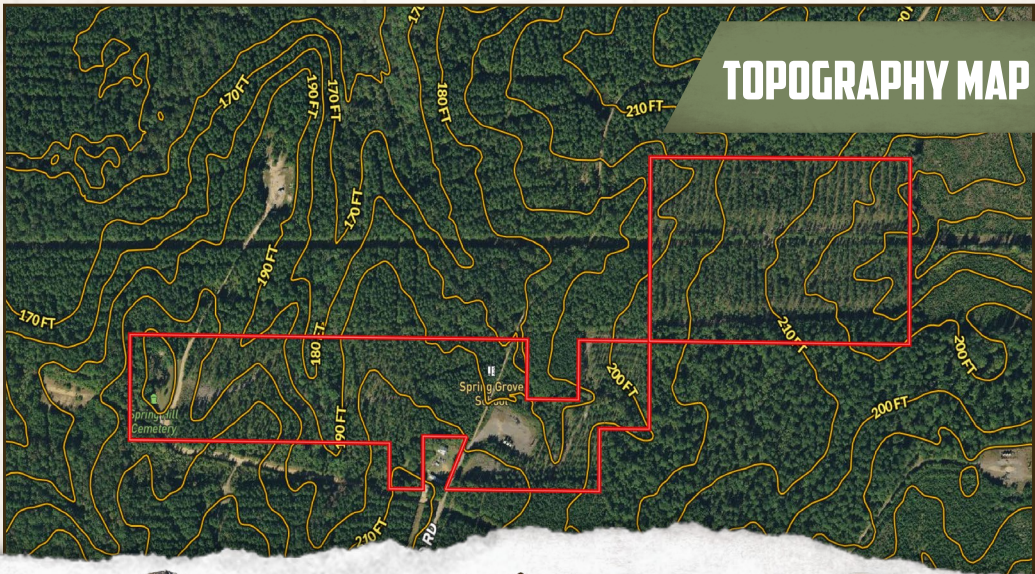 TOPOGRAPHY MAP
170 FT
190 FT
170 FT
180 FT
210 FT
170 FT
190 FT
170 FT
180 FT
210 FT
200 FT
Spring Grove
200 FT
200 FT
Cemetery
90 FT
210 FT
RD